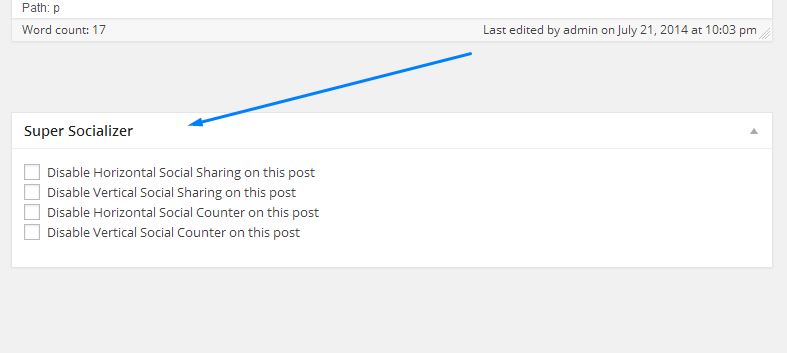 Path: p
Word count: 17 Last edited by admin on July 21, 2014 at 10:03 pm
Super Socializer
Disable Horizontal Social Sharing on this post
Disable Vertical Social Sharing on this post
Disable Horizontal Social Counter on this post
Disable Vertical Social Counter on this post